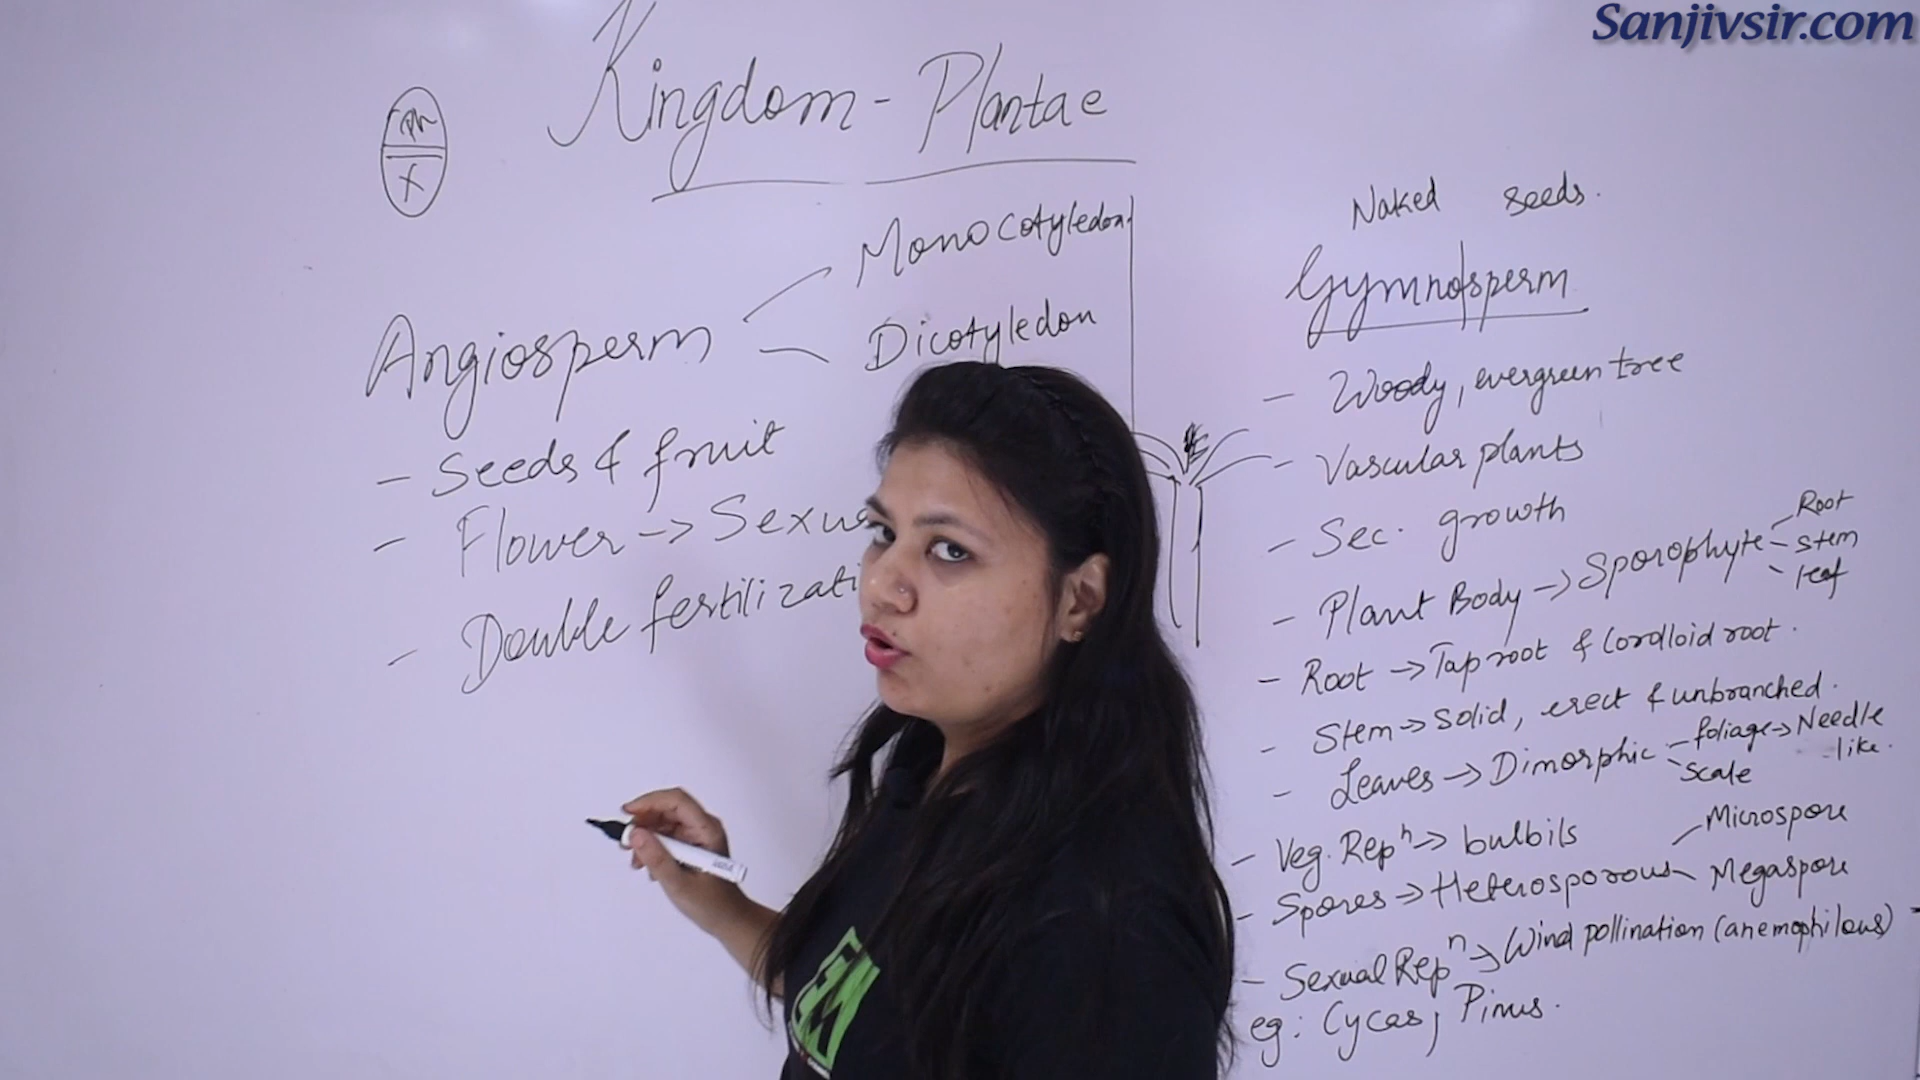 Sanjivsir.com
Kingdom - Plantae
Ph
X
Angiosperm
Monocotyledon
Dicotyledon
- Seeds & fruit
- Flower -> Sexu
- Double fertilizati
Naked seeds.
Gymnosperm
- Woody, evergreen tree
- Vascular plants
- Sec. growth
- Plant Body -> Sporophyte - Root
- stem
- leaf
- Root -> Tap root & Cordloid root.
- Stem -> Solid, erect & unbranched.
- Leaves -> Dimorphic - foliage -> Needle like.
scale
- Veg. Repⁿ -> bulbils
- Spores -> Heterosporous - Microspore
Megaspore
- Sexual Repⁿ -> Wind pollination (anemophilous)
eg: Cycas, Pinus.